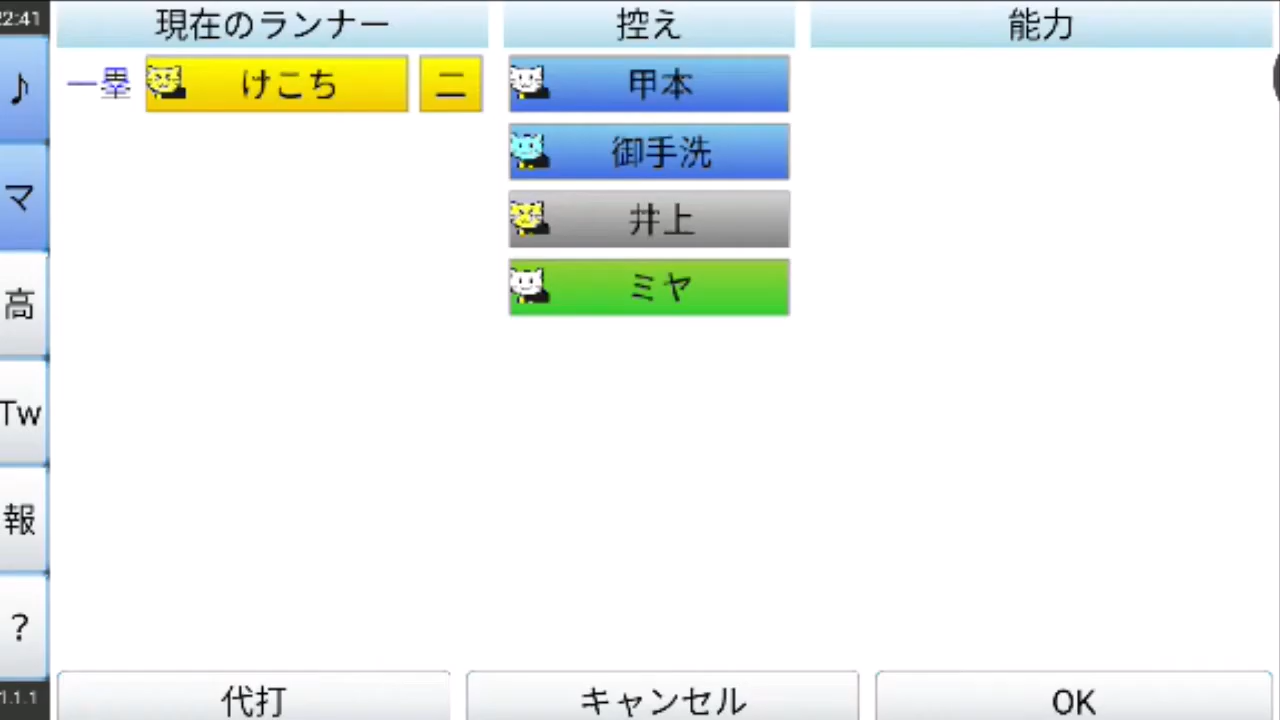 22:41
現在のランナー
控え
能力
♪
一塁
けこち
二
甲本
御手洗
マ
井上
ミヤ
高
Tw
報
?
1.1.1
代打
キャンセル
OK